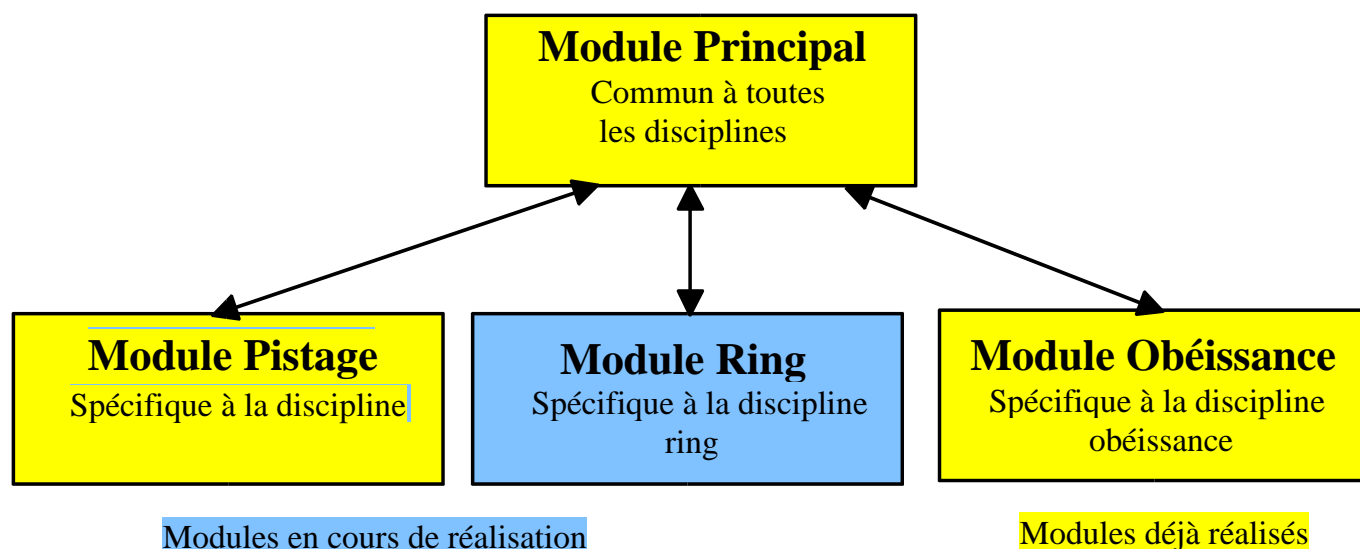 Module Principal
Commun à toutes
les disciplines
Module Pistage
Spécifique à la discipline
Module Ring
Spécifique à la discipline
ring
Module Obéissance
Spécifique à la discipline
obéissance
Modules en cours de réalisation
Modules déjà réalisés